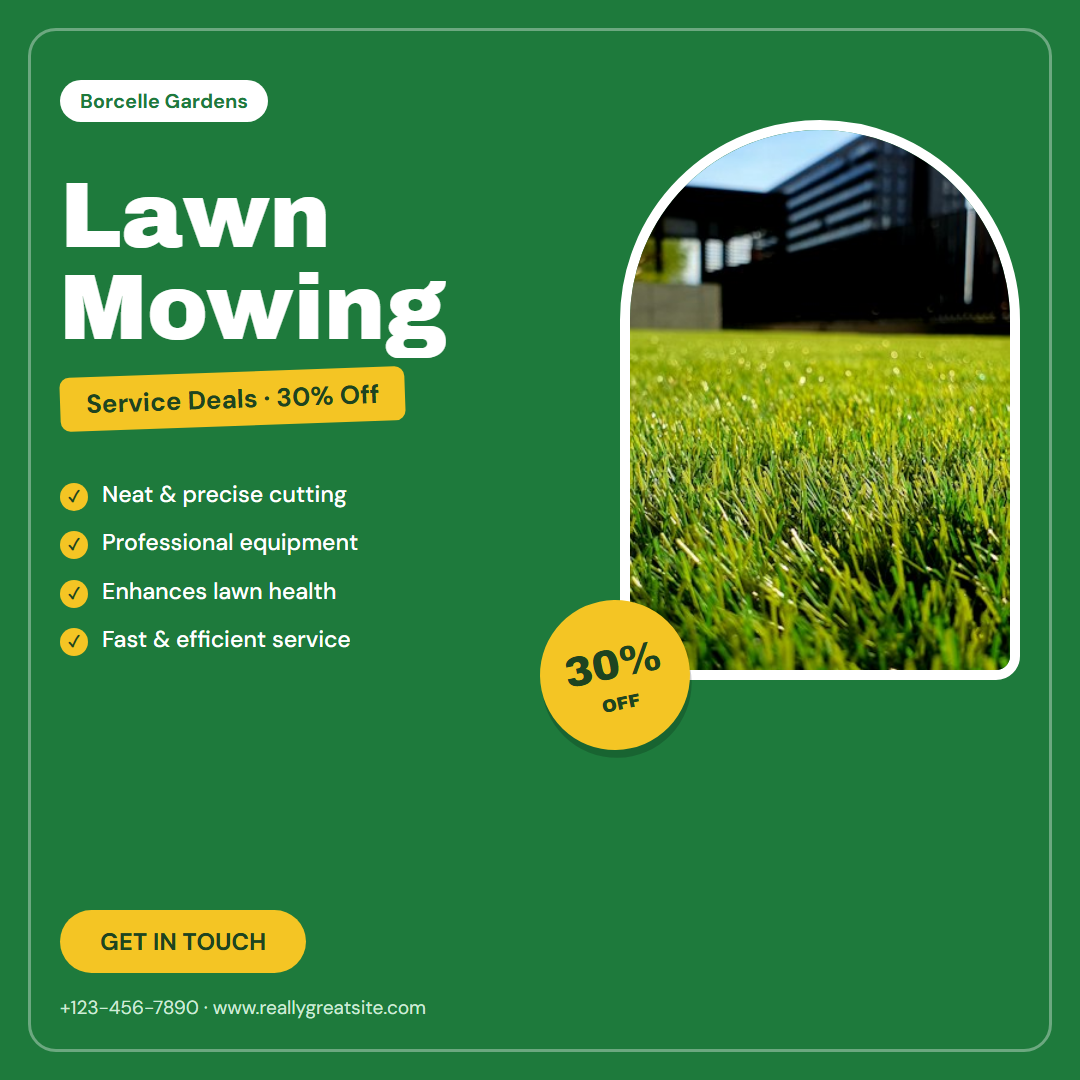 Borcelle Gardens
Lawn
Mowing
Service Deals · 30% Off
Neat & precise cutting
Professional equipment
Enhances lawn health
Fast & efficient service
30%
OFF
GET IN TOUCH
+123-456-7890 · www.reallygreatsite.com